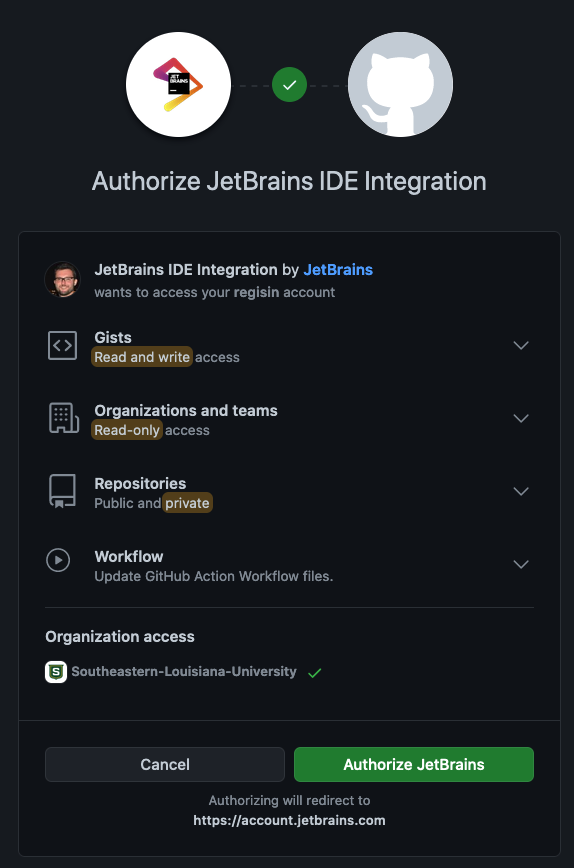 JET
BRAINS
Authorize JetBrains IDE Integration
JetBrains IDE Integration by JetBrains
wants to access your regisin account
Gists
Read and write access
Organizations and teams
Read-only access
Repositories
Public and private
Workflow
Update GitHub Action Workflow files.
Organization access
S Southeastern-Louisiana-University
Cancel
Authorize JetBrains
Authorizing will redirect to
https://account.jetbrains.com